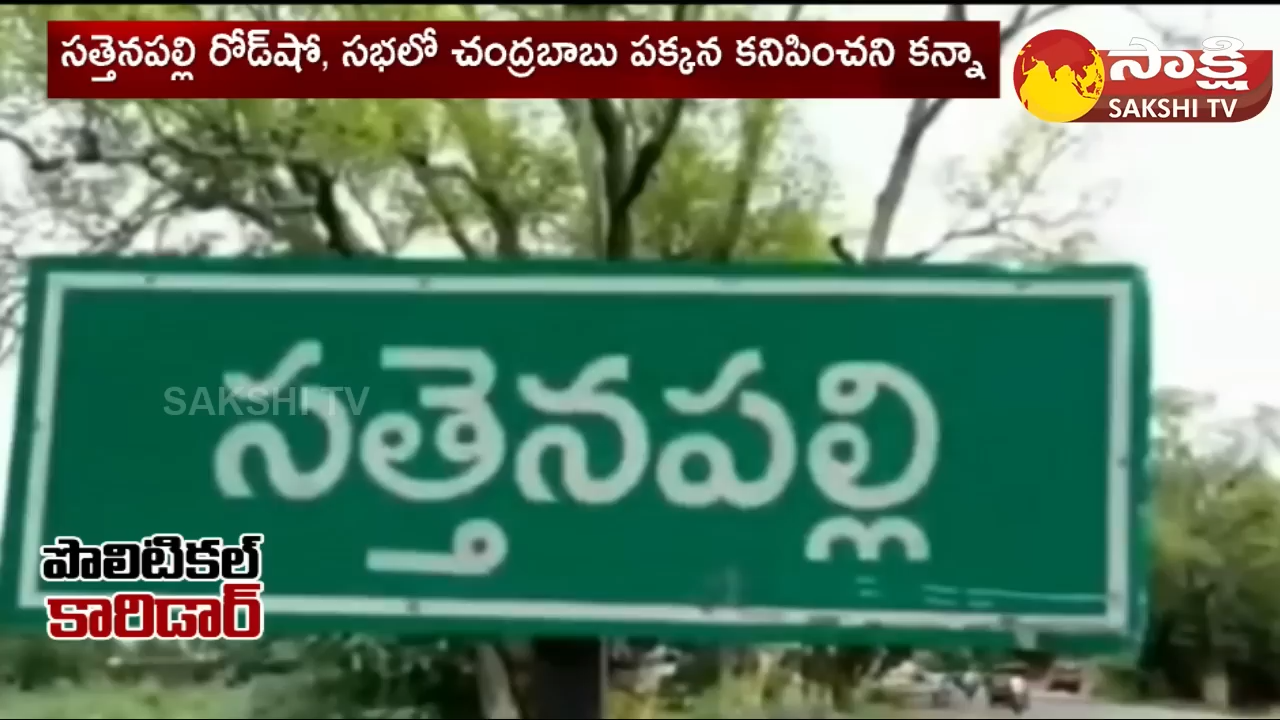 సత్తెనపల్లి రోడ్‌షో, సభలో చంద్రబాబు పక్కన కనిపించని కన్నా
సాక్షి
SAKSHI TV
SAKSHI TV
సత్తెనపల్లి
పొలిటికల్
కారిడార్